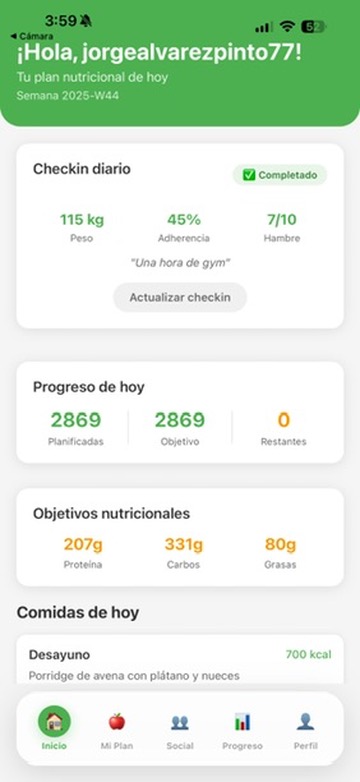 3:59
52
◀ Cámara
¡Hola, jorgealvarezpinto77!
Tu plan nutricional de hoy
Semana 2025-W44
Checkin diario
✅ Completado
115 kg 45% 7/10
Peso Adherencia Hambre
"Una hora de gym"
Actualizar checkin
Progreso de hoy
2869 2869 0
Planificadas Objetivo Restantes
Objetivos nutricionales
207g 331g 80g
Proteína Carbos Grasas
Comidas de hoy
Desayuno 700 kcal
Porridge de avena con plátano y nueces
Inicio Mi Plan Social Progreso Perfil